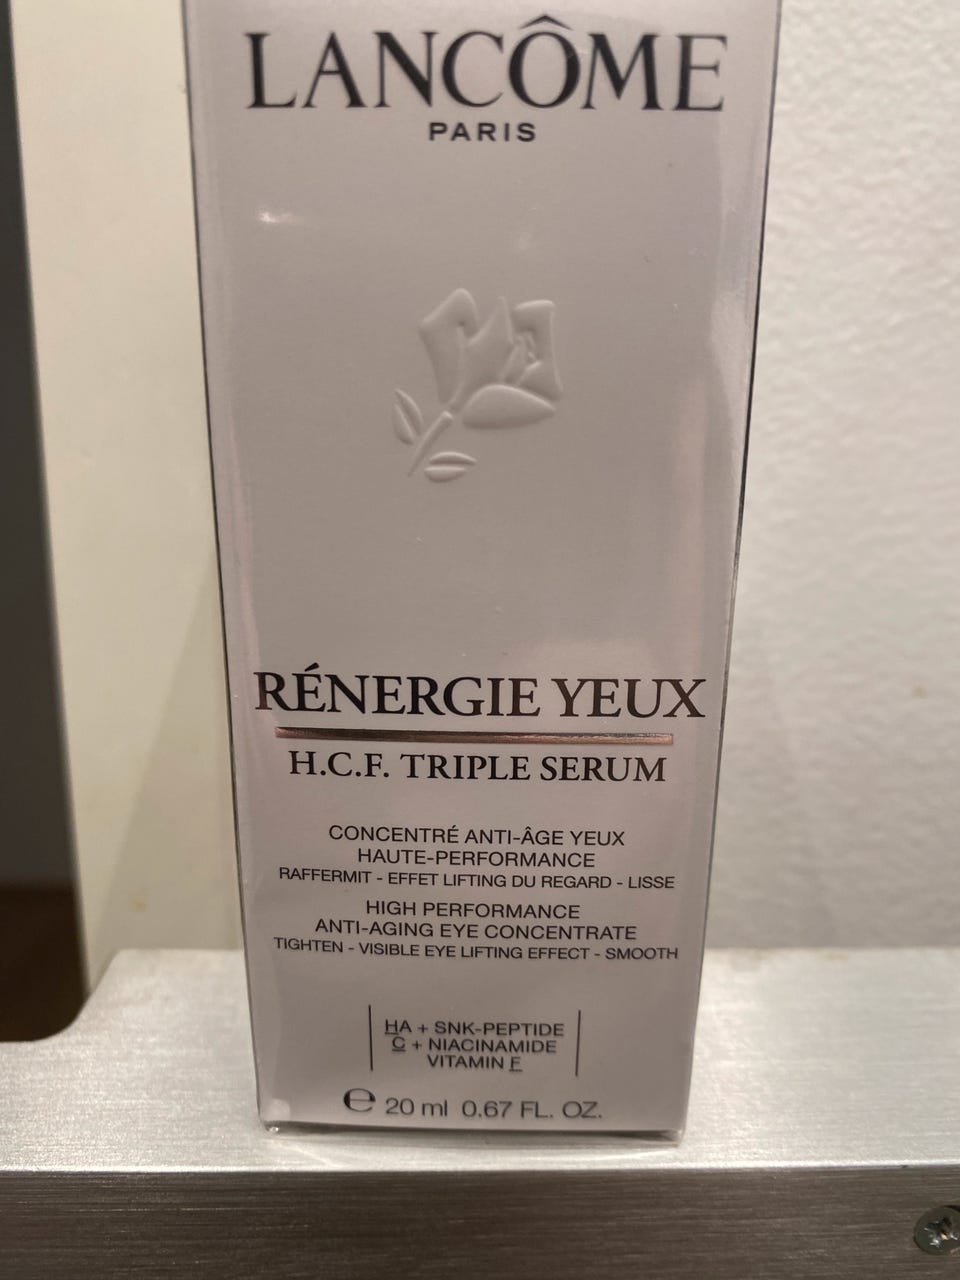 LANCÔME
PARIS
RÉNERGIE YEUX
H.C.F. TRIPLE SERUM
CONCENTRÉ ANTI-ÂGE YEUX
HAUTE-PERFORMANCE
RAFFERMIT - EFFET LIFTING DU REGARD - LISSE
HIGH PERFORMANCE
ANTI-AGING EYE CONCENTRATE
TIGHTEN - VISIBLE EYE LIFTING EFFECT - SMOOTH
HA + SNK-PEPTIDE
C + NIACINAMIDE
VITAMIN F
℮ 20 ml 0.67 FL. OZ.